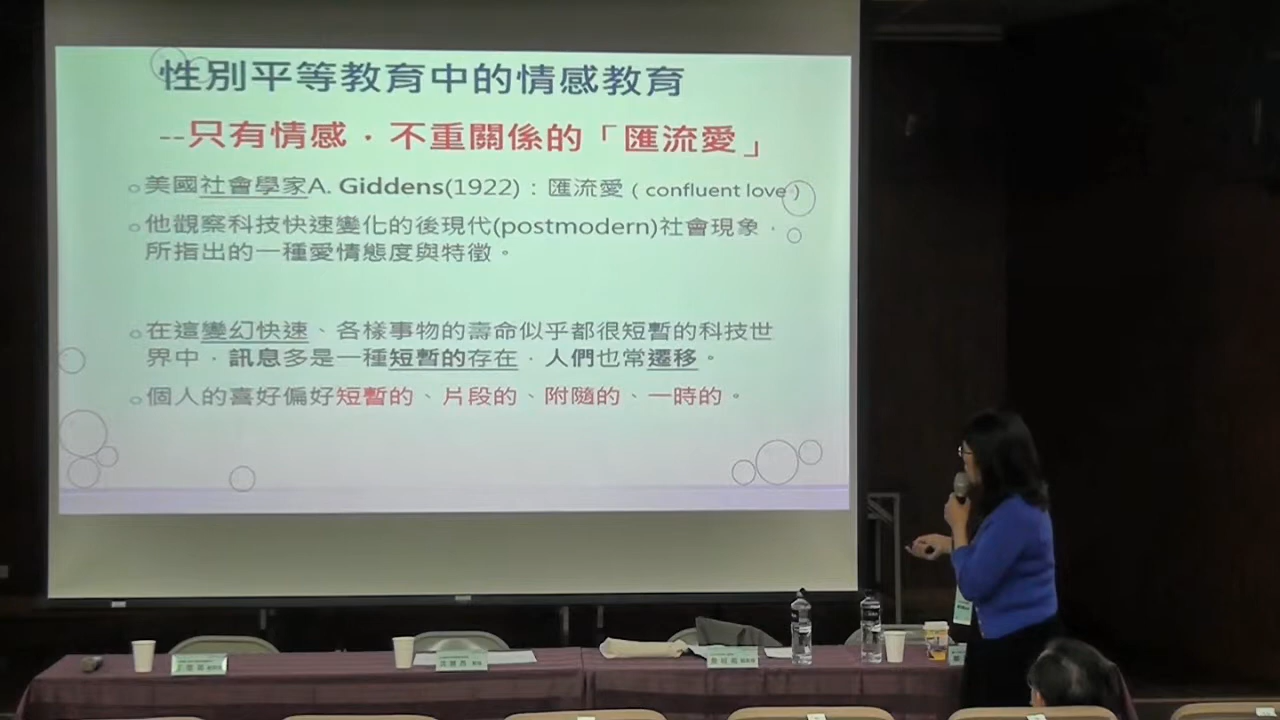 性別平等教育中的情感教育
--只有情感，不重關係的「匯流愛」
美國社會學家A. Giddens(1922)：匯流愛（confluent love）
他觀察科技快速變化的後現代(postmodern)社會現象，
所指出的一種愛情態度與特徵。
在這變幻快速、各樣事物的壽命似乎都很短暫的科技世
界中，訊息多是一種短暫的存在，人們也常遷移。
個人的喜好偏好短暫的、片段的、附隨的、一時的。